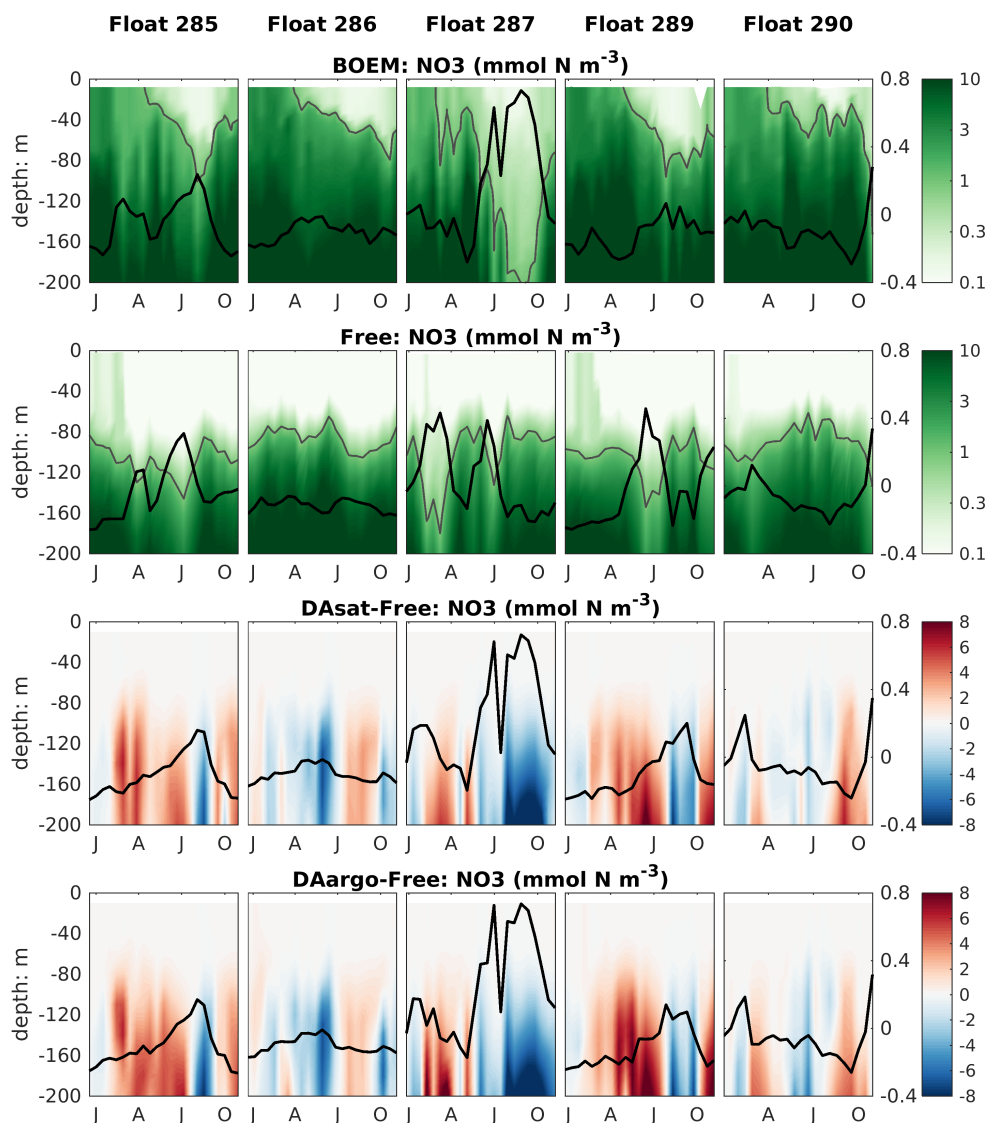 Float 285 Float 286 Float 287 Float 289 Float 290
BOEM: NO3 (mmol N m-3)
0 0.8 10
-40 3
-80 0.4
depth: m 1
-120 0
-160 0.3
-200 -0.4 0.1
J A J O J A J O J A J O J A J O A J O
Free: NO3 (mmol N m-3)
0 0.8 10
-40 3
-80 0.4
depth: m 1
-120 0
-160 0.3
-200 -0.4 0.1
J A J O J A J O J A J O J A J O A J O
DAsat-Free: NO3 (mmol N m-3)
0 0.8 8
6
-40 4
-80 0.4 2
depth: m 0
-120 0 -2
-160 -4
-6
-200 -0.4 -8
J A J O J A J O J A J O J A J O A J O
DAargo-Free: NO3 (mmol N m-3)
0 0.8 8
6
-40 4
-80 0.4 2
depth: m 0
-120 0 -2
-160 -4
-6
-200 -0.4 -8
J A J O J A J O J A J O J A J O A J O